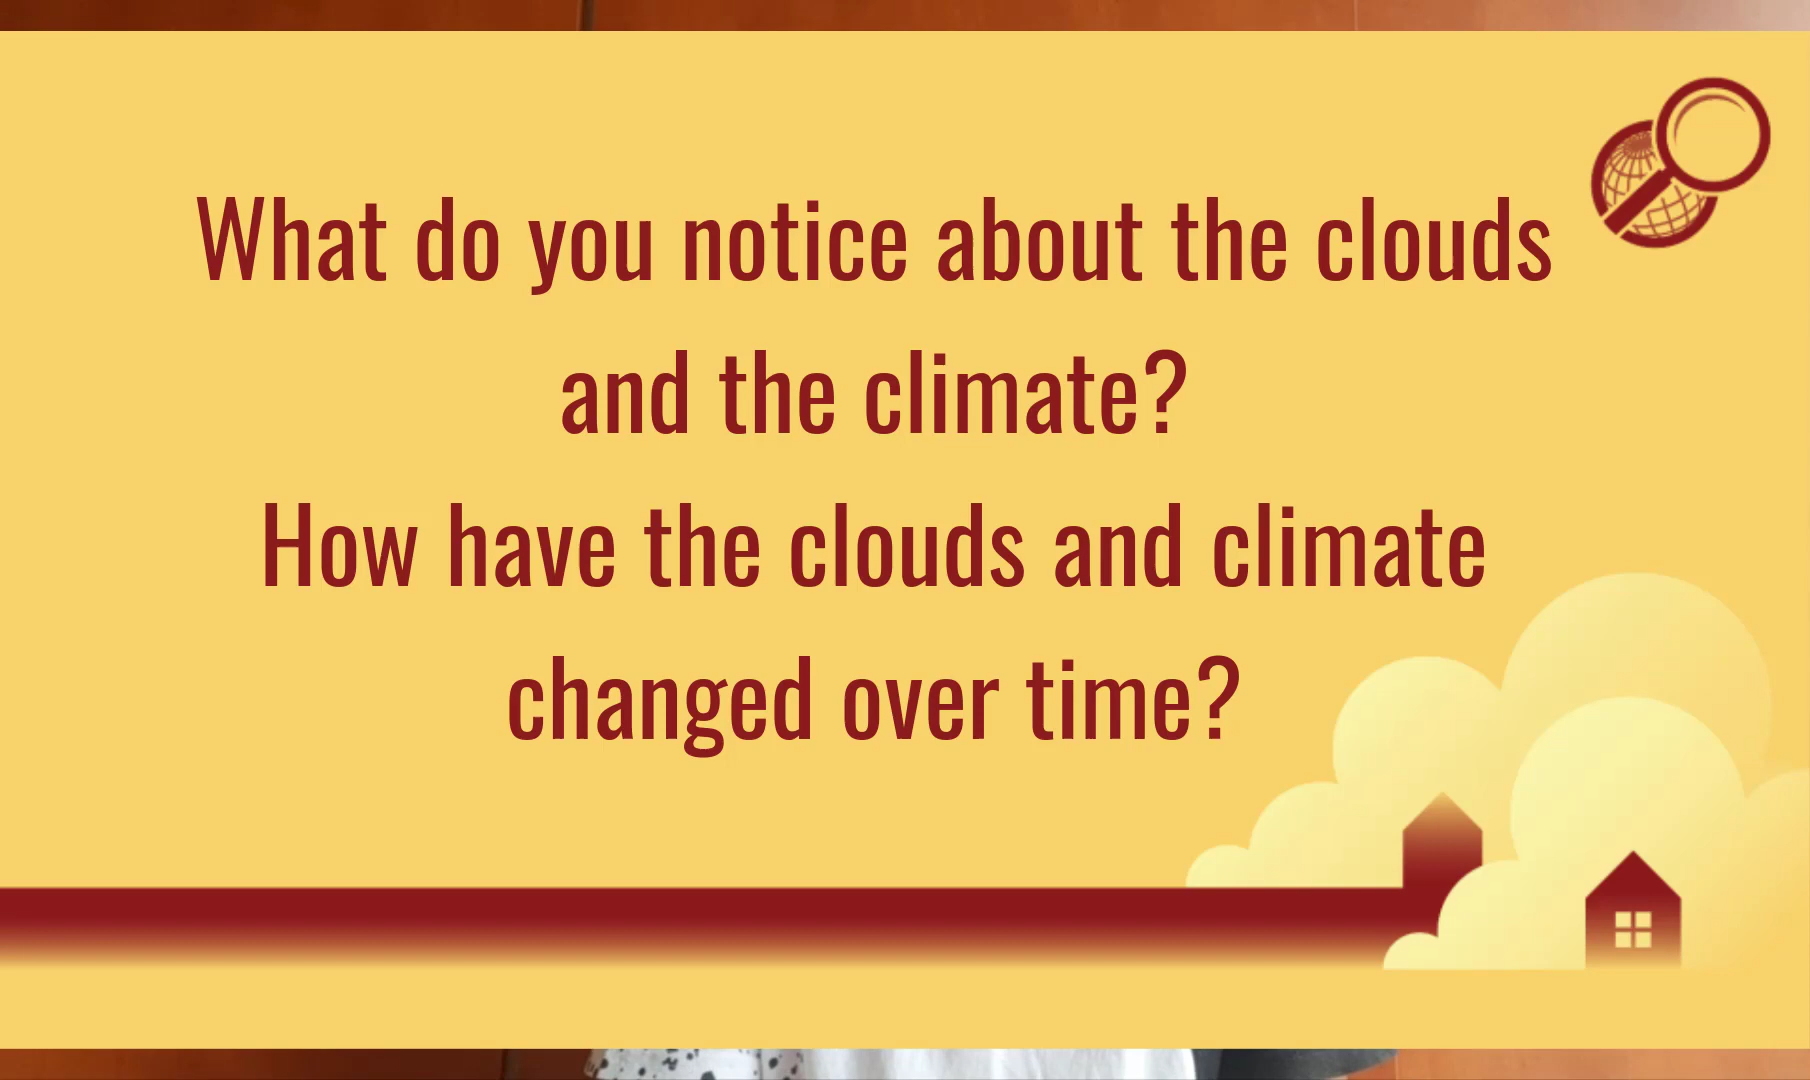 What do you notice about the clouds
and the climate?
How have the clouds and climate
changed over time?